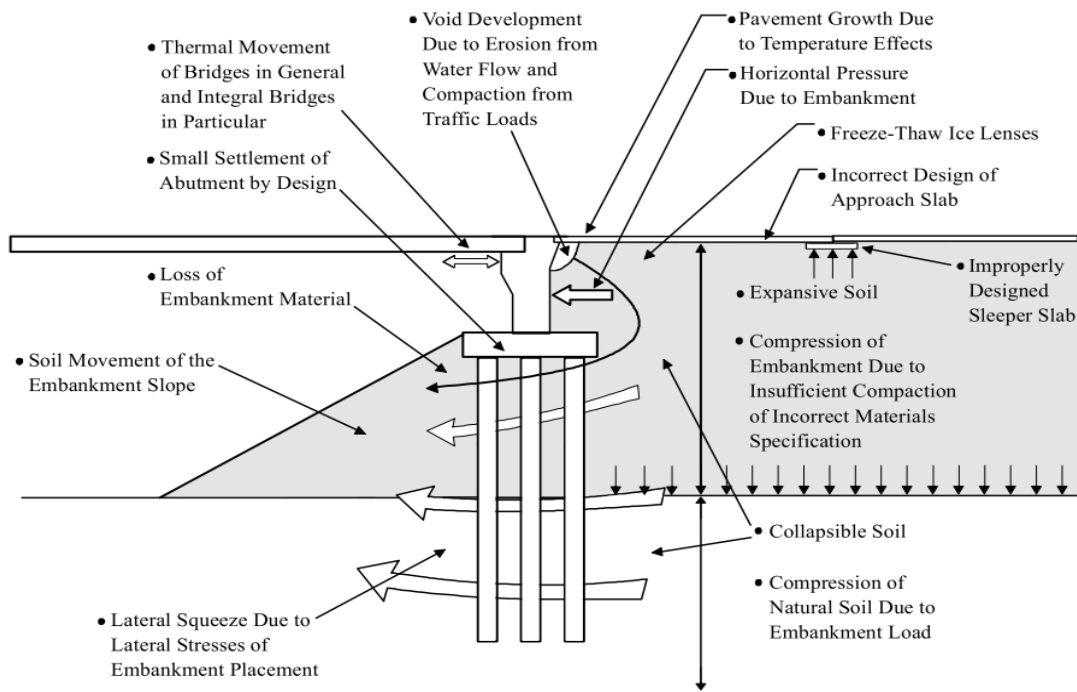 • Thermal Movement
of Bridges in General
and Integral Bridges
in Particular
• Small Settlement of
Abutment by Design
• Void Development
Due to Erosion from
Water Flow and
Compaction from
Traffic Loads
• Pavement Growth Due
to Temperature Effects
• Horizontal Pressure
Due to Embankment
• Freeze-Thaw Ice Lenses
• Incorrect Design of
Approach Slab
• Loss of
Embankment Material
• Soil Movement of the
Embankment Slope
• Expansive Soil
• Improperly
Designed
Sleeper Slab
• Compression of
Embankment Due to
Insufficient Compaction
of Incorrect Materials
Specification
• Collapsible Soil
• Compression of
Natural Soil Due to
Embankment Load
• Lateral Squeeze Due to
Lateral Stresses of
Embankment Placement